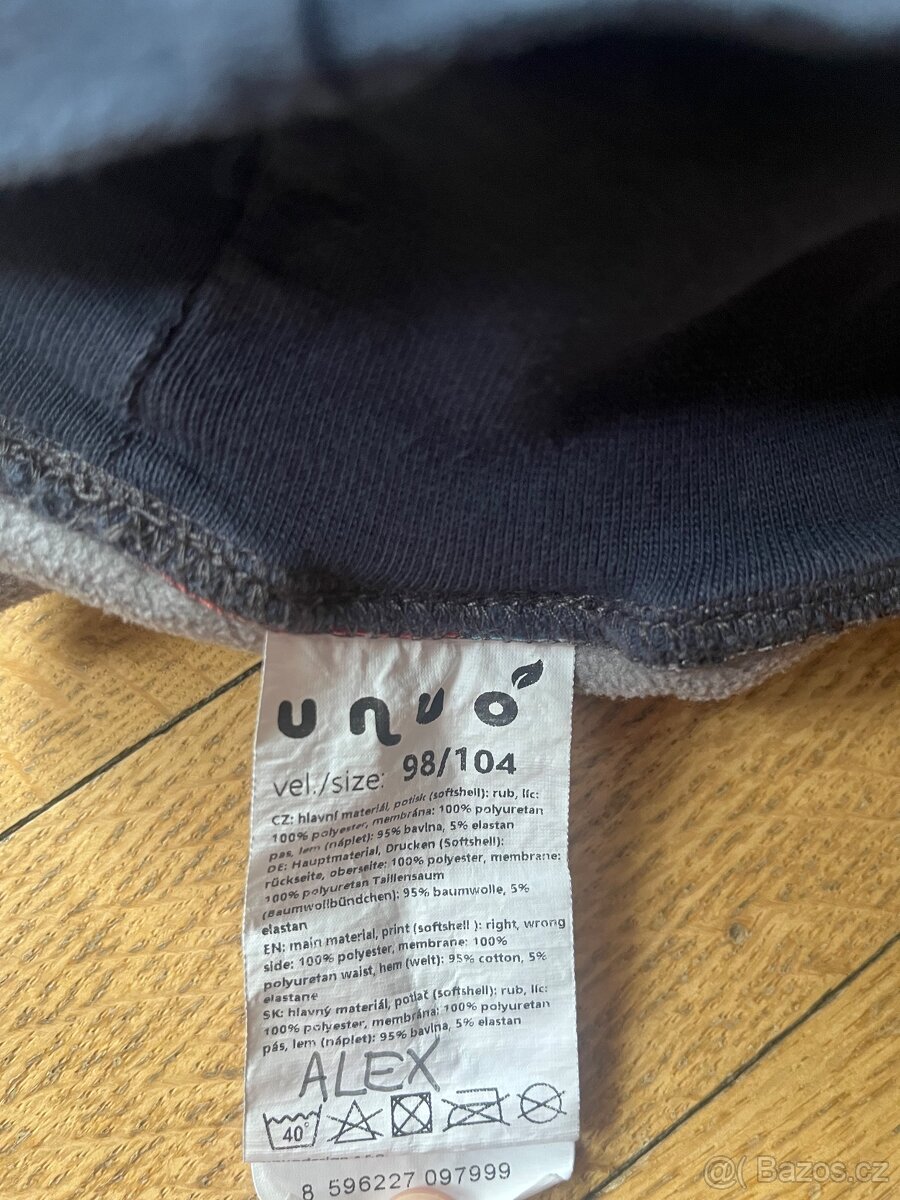 unuo
vel./size: 98/104
CZ: hlavní materiál, potisk (softshell): rub, líc:
100% polyester, membrána: 100% polyuretan
pas, lem (náplet): 95% bavlna, 5% elastan
DE: Hauptmaterial, Drucken (Softshell):
rückseite, oberseite: 100% polyester, membrane:
100% polyuretan Taillensaum
(Baumwollbündchen): 95% baumwolle, 5%
elastan
EN: main material, print (softshell ): right, wrong
side: 100% polyester, membrane: 100%
polyuretan waist, hem (welt): 95% cotton, 5%
elastane
SK: hlavný materiál, potlač (softshell): rub, líc:
100% polyester, membrána: 100% polyuretan
pás, lem (náplet): 95% bavlna, 5% elastan
ALEX
40°
8 596227 097999
@ Bazos.cz